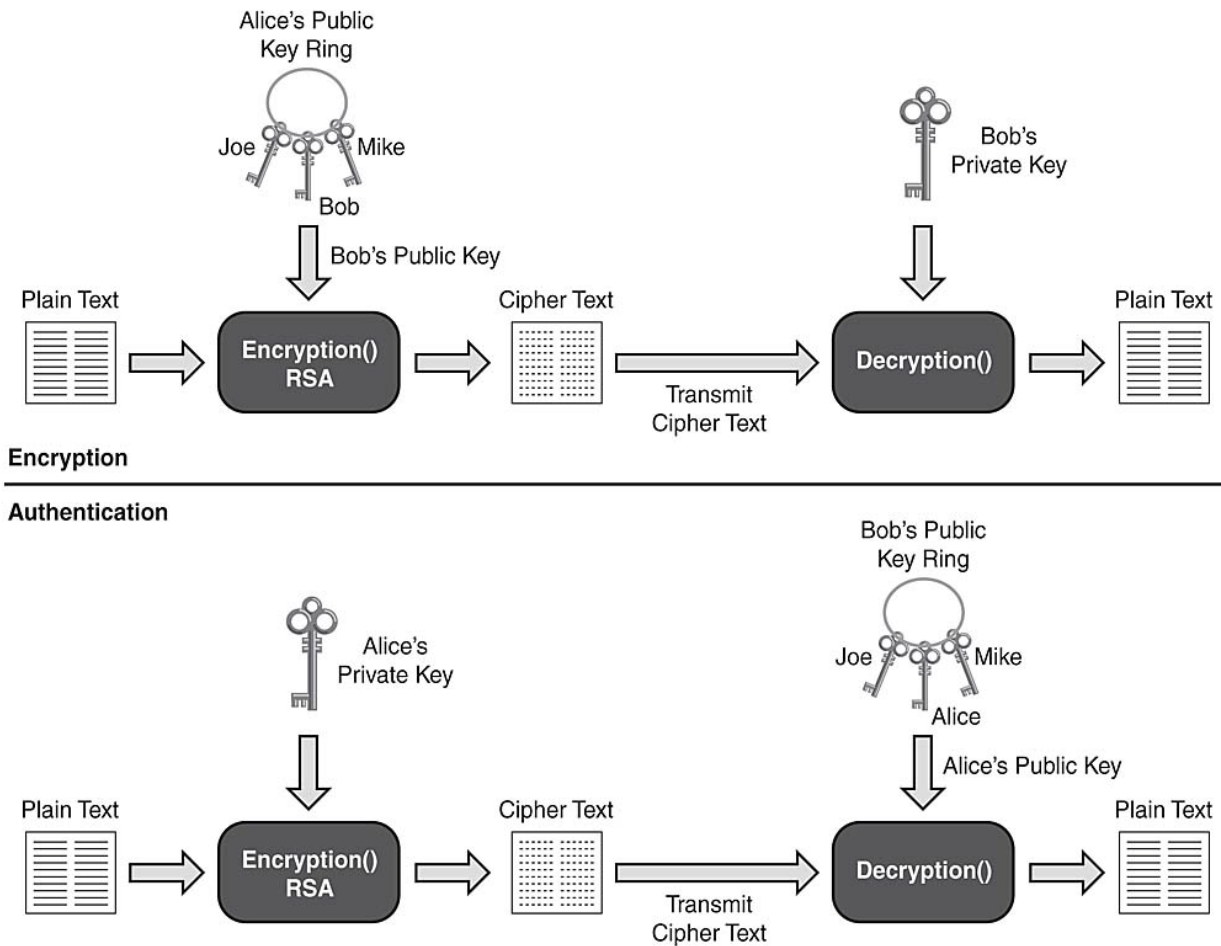 Alice's Public
Key Ring
Joe
Mike
Bob
Bob's
Private Key
Bob's Public Key
Plain Text
Cipher Text
Plain Text
Encryption()
RSA
Decryption()
Transmit
Cipher Text
Encryption
Authentication
Bob's Public
Key Ring
Alice's
Private Key
Joe
Mike
Alice
Alice's Public Key
Plain Text
Cipher Text
Plain Text
Encryption()
RSA
Decryption()
Transmit
Cipher Text